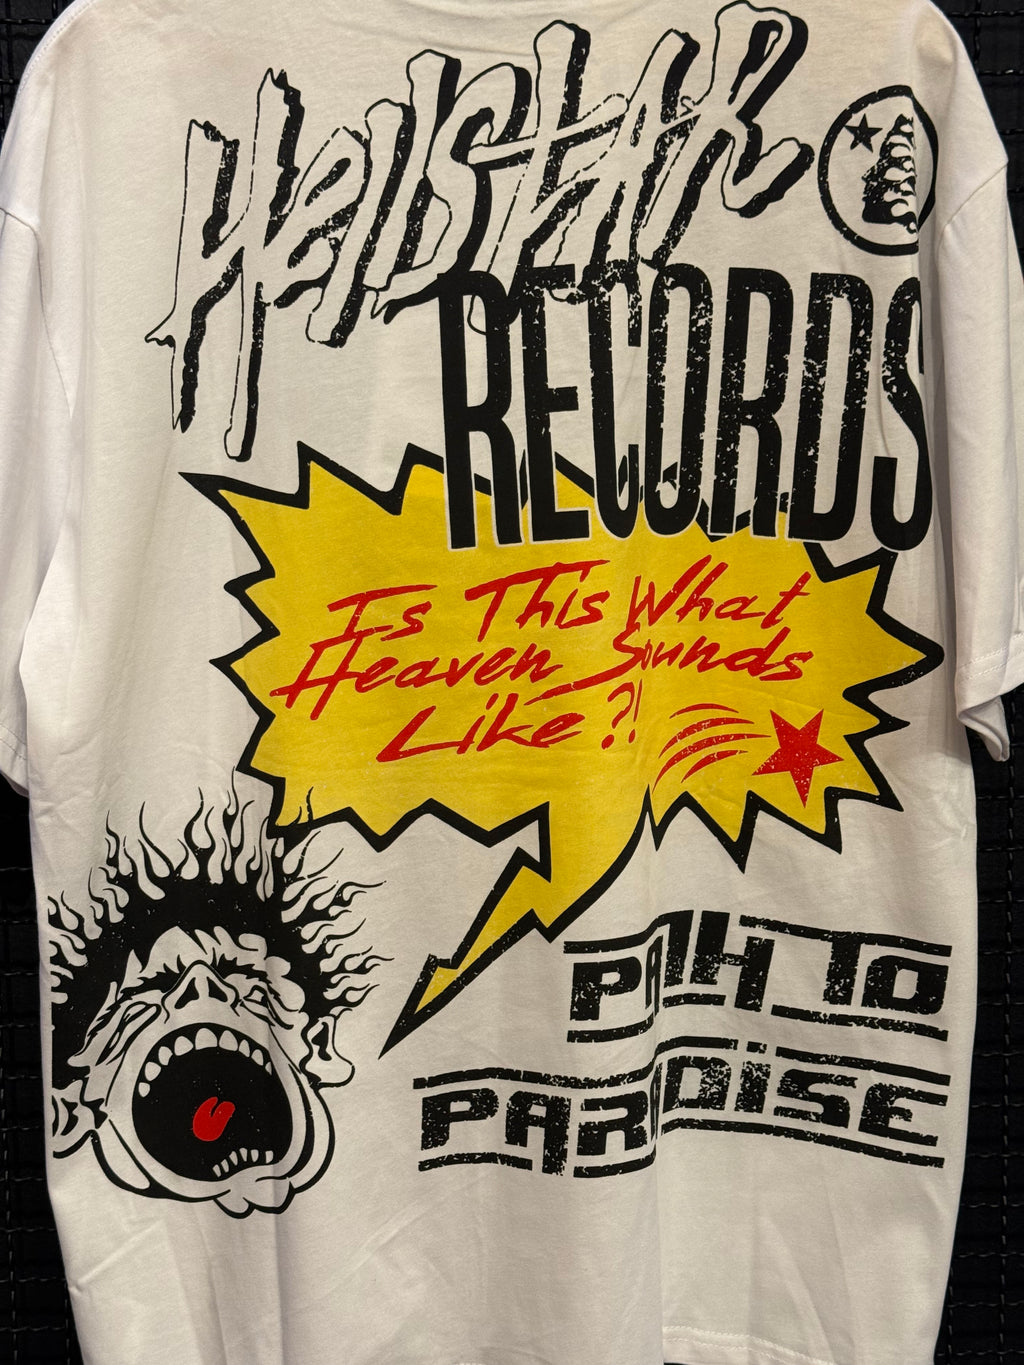 HELLSTAR
RECORDS
Is This What
Heaven Sounds
Like?!
PATH TO
PARADiSE